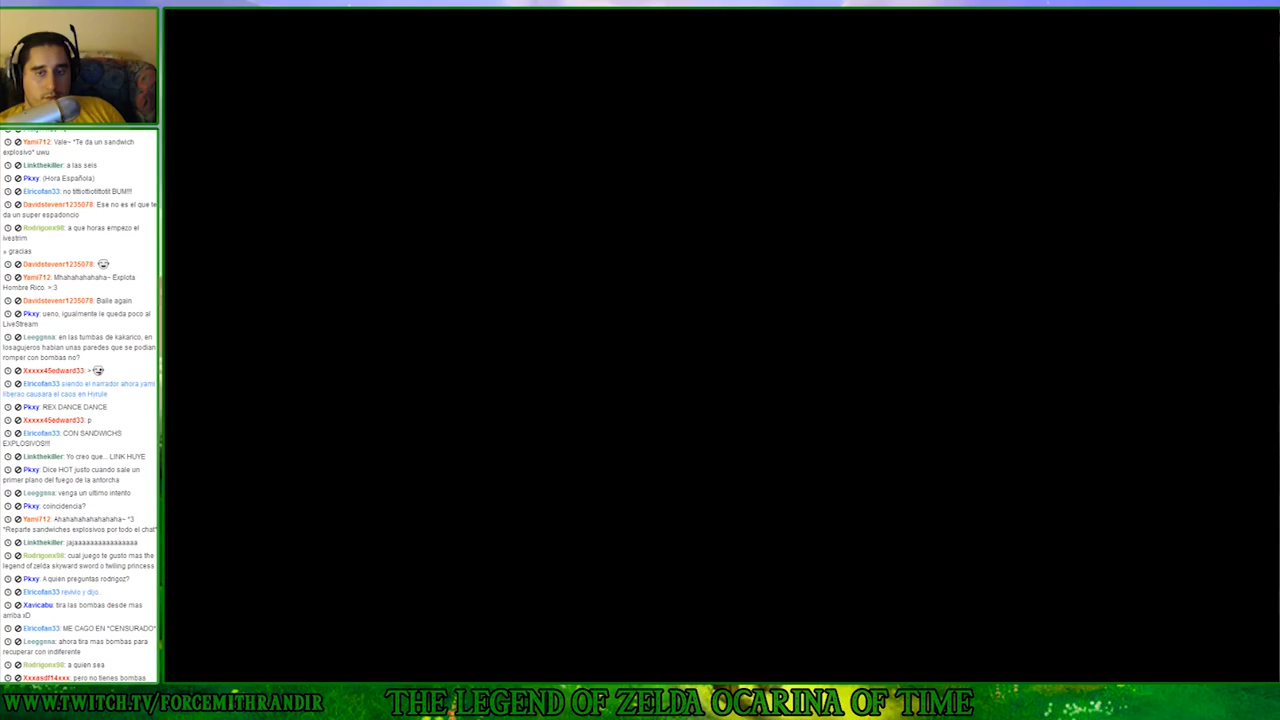 Yami712: Vale~ *Te da un sandwich
explosivo* uwu
Linkthekiller: a las seis
Pkxy: (Hora Española)
Elricofan33: no tittiottiotittotit BUM!!!
Davidstevenr1235078: Ese no es el que te
da un super espadoncio
Rodrigonx98: a que horas empezo el
ivestrim
» gracias
Davidstevenr1235078:
Yami712: Mhahahahahaha~ Explota
Hombre Rico. >:3
Davidstevenr1235078: Baile again
Pkxy: ueno, igualmente le queda poco al
LiveStream
Leeggnna: en las tumbas de kakarico, en
losagujeros habian unas paredes que se podian
romper con bombas no?
Xxxxx45edward33: >
Elricofan33 siendo el narrador ahora yami
liberao causara el caos en Hyrule
Pkxy: REX DANCE DANCE
Xxxxx45edward33: p
Elricofan33: CON SANDWICHS
EXPLOSIVOS!!!
Linkthekiller: Yo creo que... LINK HUYE
Pkxy: Dice HOT justo cuando sale un
primer plano del fuego de la antorcha
Leeggnna: venga un ultimo intento
Pkxy: coincidencia?
Yami712: Ahahahahahahaha~ *3
*Reparte sandwiches explosivos por todo el chat*
Linkthekiller: jajaaaaaaaaaaaaaaaa
Rodrigonx98: cual juego te gusto mas the
legend of zelda skyward sword o twiling princess
Pkxy: A quien preguntas rodrigoz?
Elricofan33 revivio y dijo.
Xavicabu: tira las bombas desde mas
arriba xD
Elricofan33: ME CAGO EN *CENSURADO*
Leeggnna: ahora tira mas bombas para
recuperar con indiferente
Rodrigonx98: a quien sea
Xxxasdf14xxx: pero no tienes bombas
WWW.TWITCH.TV/FORCEMITHRANDIR
THE LEGEND OF ZELDA OCARINA OF TIME